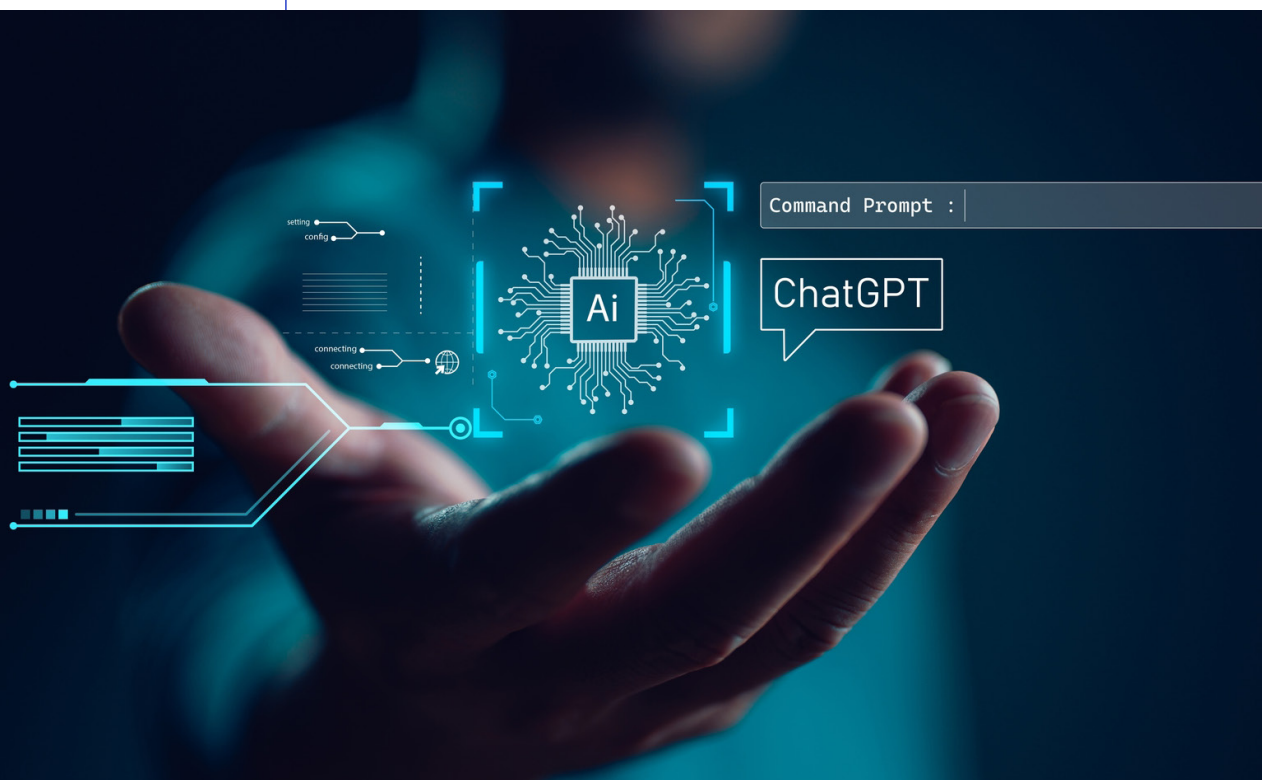 setting
config
connecting
connecting
Ai
Command Prompt :
ChatGPT